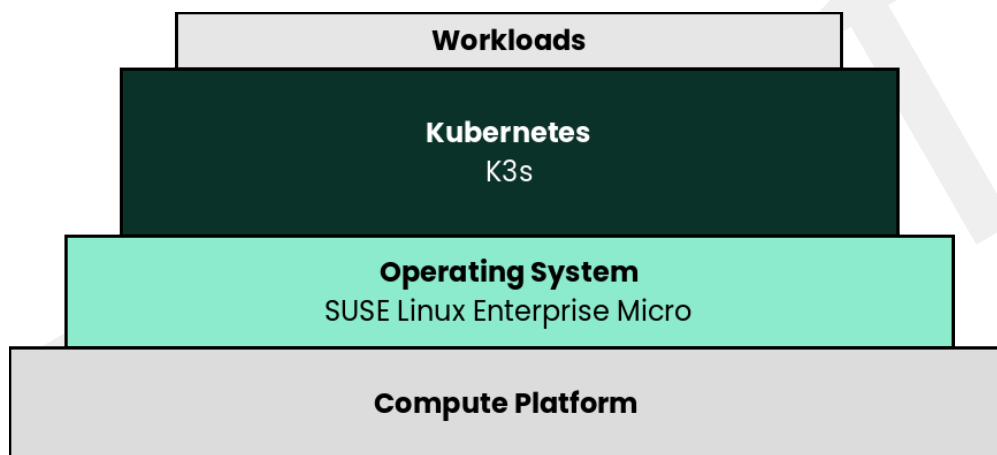 Workloads
Kubernetes
K3s
Operating System
SUSE Linux Enterprise Micro
Compute Platform